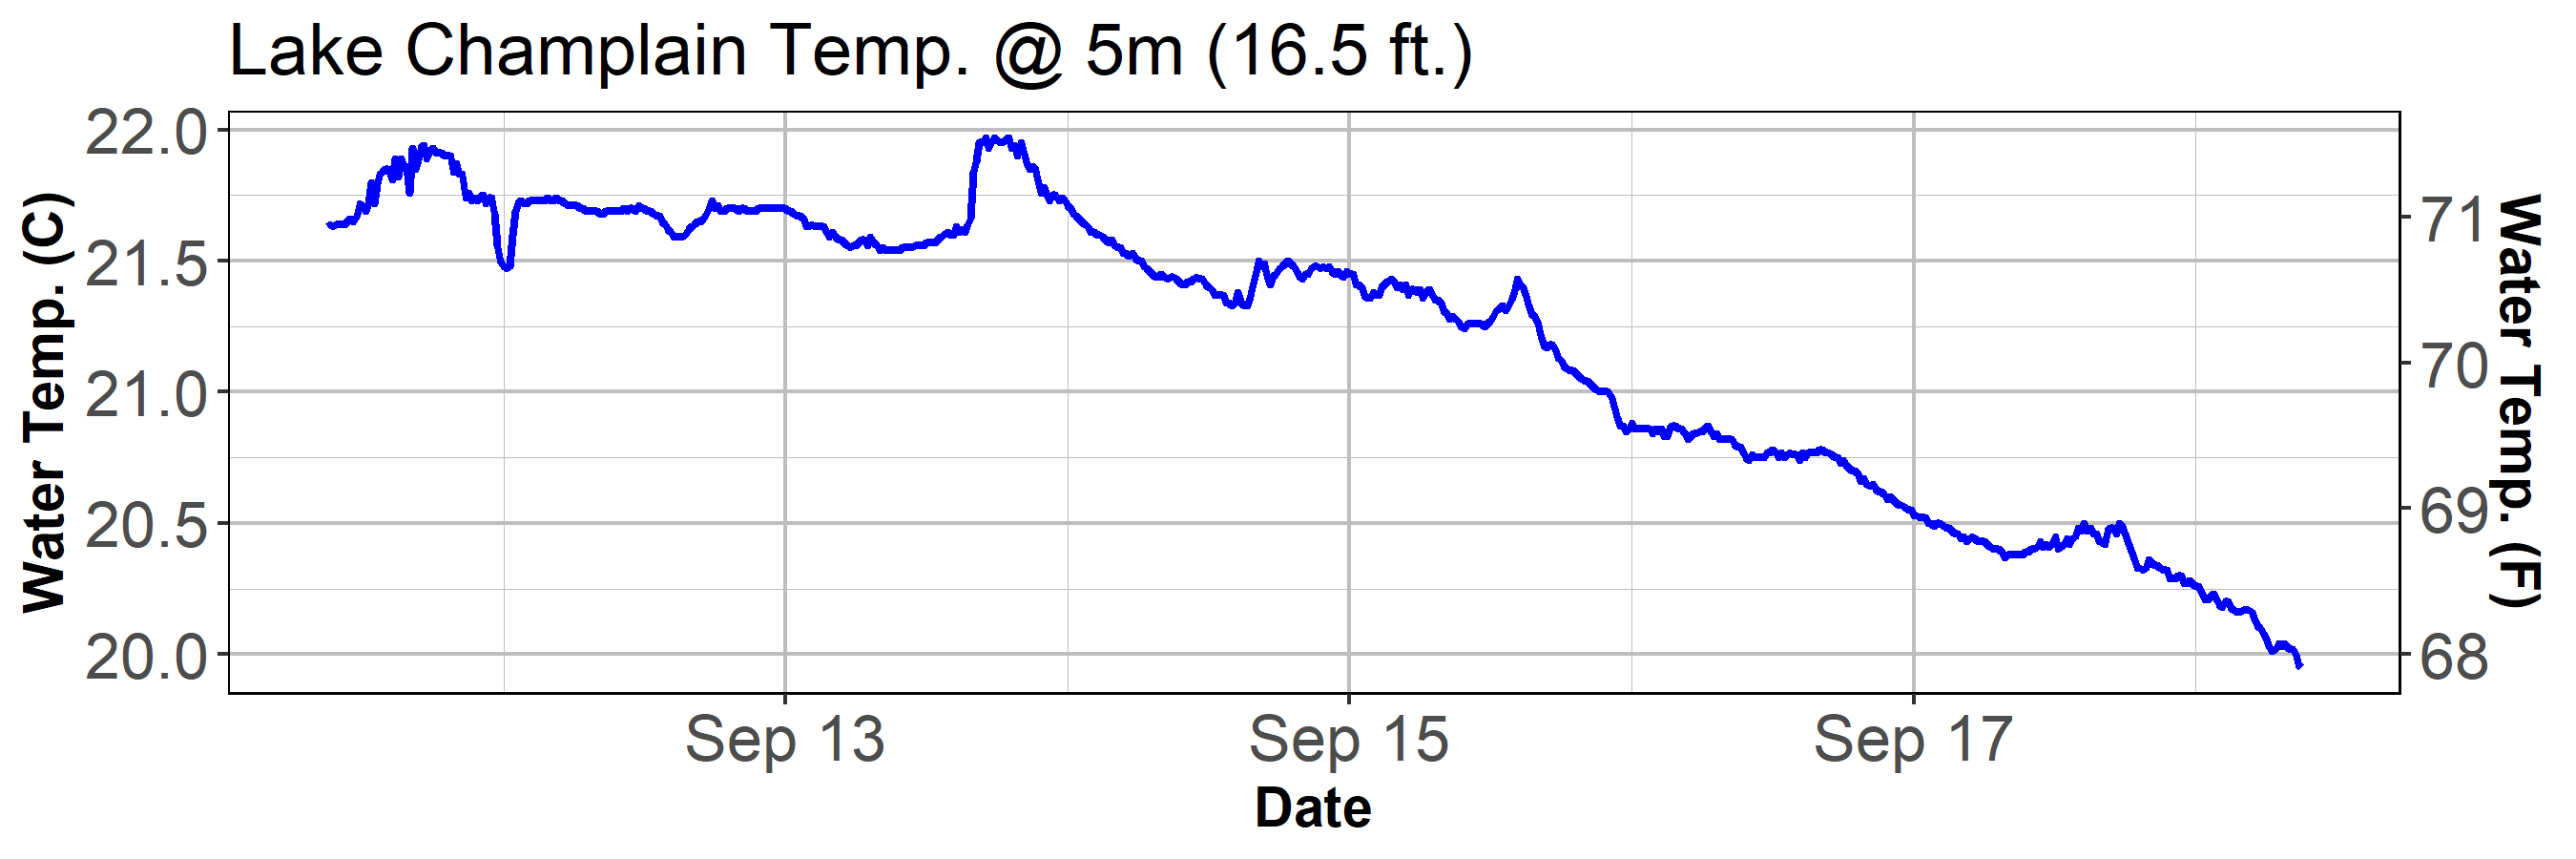 Lake Champlain Temp. @ 5m (16.5 ft.)
Water Temp. (C)
22.0
21.5
21.0
20.5
20.0
71
70
69
68
Water Temp. (F)
Sep 13 Sep 15 Sep 17
Date